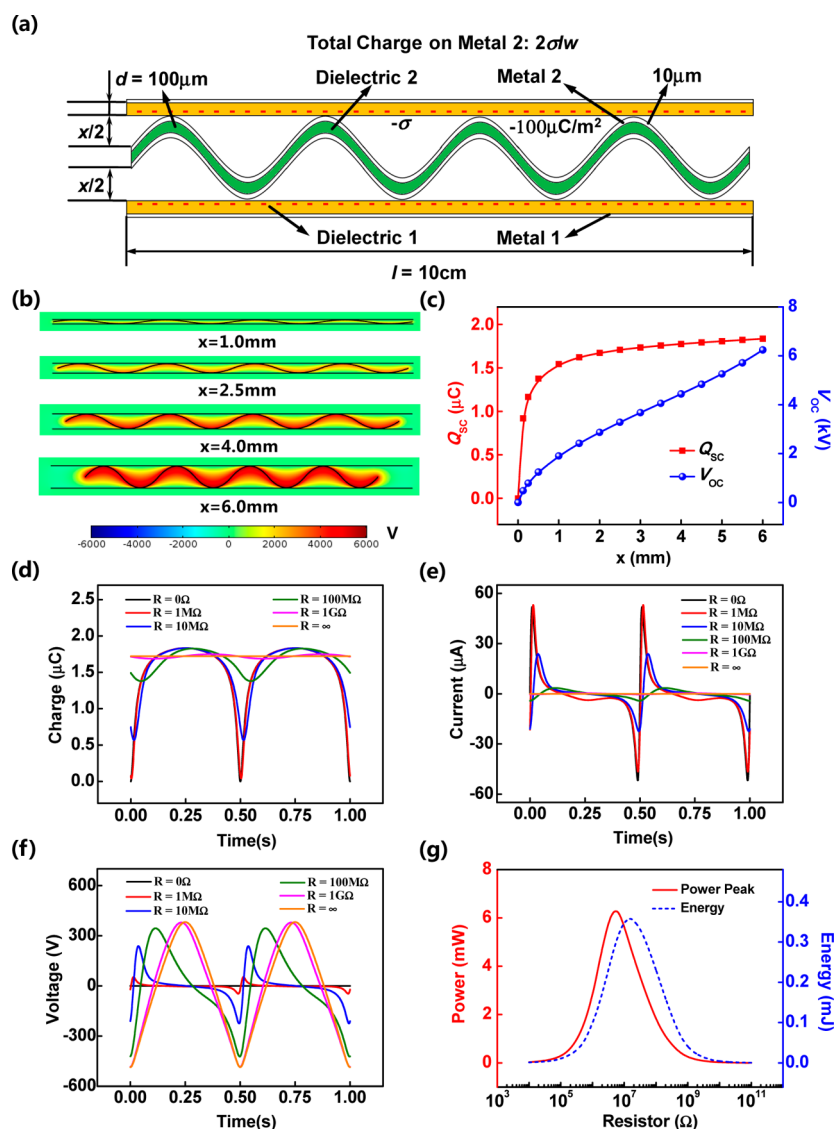 (a)
Total Charge on Metal 2: 2σlw
d = 100μm
Dielectric 2
Metal 2
10μm
x/2
-σ
-100μC/m²
x/2
Dielectric 1
Metal 1
l = 10cm
(b)
x=1.0mm
x=2.5mm
x=4.0mm
x=6.0mm
-6000 -4000 -2000 0 2000 4000 6000 V
(c)
2.0
1.5
1.0
0.5
0.0
Q_SC (μC)
8
6
4
2
0
V_OC (kV)
Q_SC
V_OC
0 1 2 3 4 5 6
x (mm)
(d)
2.5
2.0
1.5
1.0
0.5
0.0
Charge (μC)
R = 0Ω
R = 1MΩ
R = 10MΩ
R = 100MΩ
R = 1GΩ
R = ∞
0.00 0.25 0.50 0.75 1.00
Time(s)
(e)
60
30
0
-30
-60
Current (μA)
R = 0Ω
R = 1MΩ
R = 10MΩ
R = 100MΩ
R = 1GΩ
R = ∞
0.00 0.25 0.50 0.75 1.00
Time(s)
(f)
600
300
0
-300
-600
Voltage (V)
R = 0Ω
R = 1MΩ
R = 10MΩ
R = 100MΩ
R = 1GΩ
R = ∞
0.00 0.25 0.50 0.75 1.00
Time(s)
(g)
8
6
4
2
0
Power (mW)
Power Peak
Energy
0.4
0.3
0.2
0.1
0.0
Energy (mJ)
10³ 10⁵ 10⁷ 10⁹ 10¹¹
Resistor (Ω)